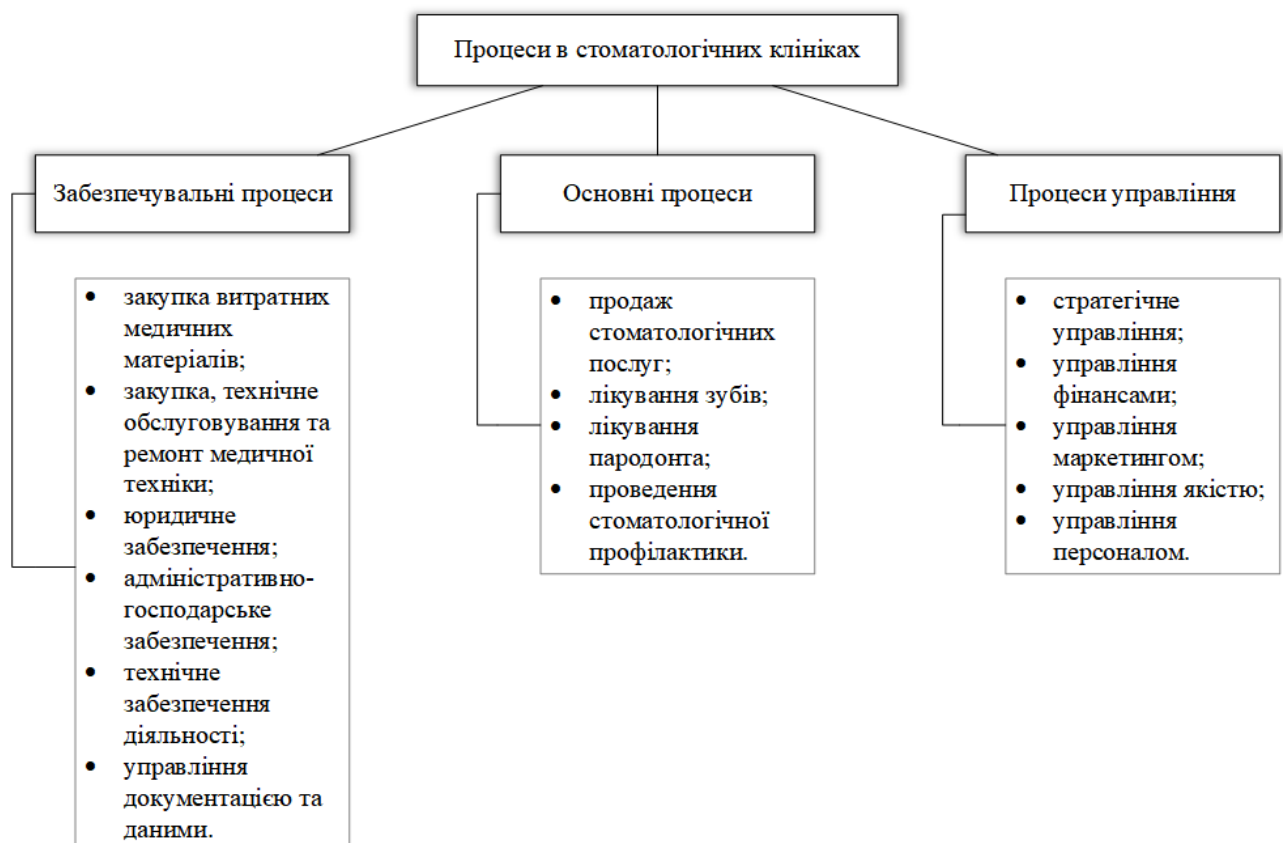 Процеси в стоматологічних клініках
Забезпечувальні процеси
• закупка витратних
медичних
матеріалів;
• закупка, технічне
обслуговування та
ремонт медичної
техніки;
• юридичне
забезпечення;
• адміністративно-
господарське
забезпечення;
• технічне
забезпечення
діяльності;
• управління
документацією та
даними.
Основні процеси
• продаж
стоматологічних
послуг;
• лікування зубів;
• лікування
пародонта;
• проведення
стоматологічної
профілактики.
Процеси управління
• стратегічне
управління;
• управління
фінансами;
• управління
маркетингом;
• управління якістю;
• управління
персоналом.